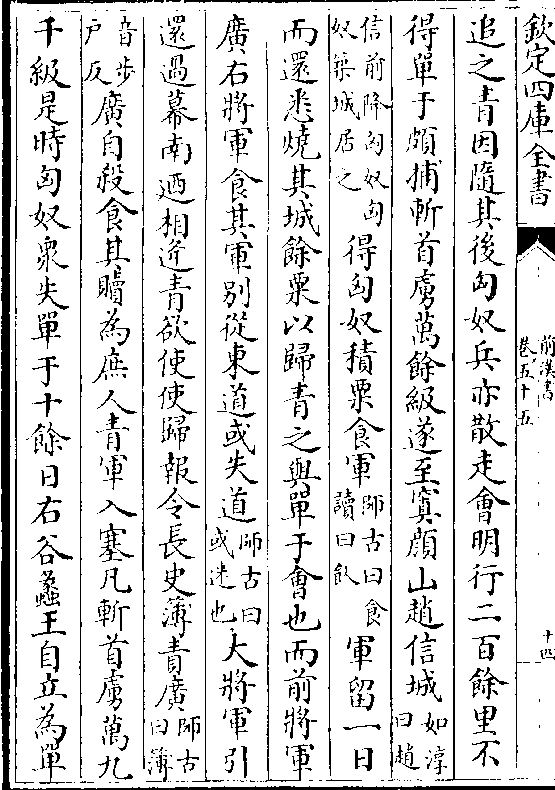 欽定四庫全書
前漢書
卷五十五
十四
追之青因隨其後匈奴兵亦散走會明行二百餘里不
得單于頗捕斬首虜萬餘級遂至寘顔山趙信城如淳曰趙
信前降匈奴匈奴築城居之得匈奴積粟食軍師古曰食讀曰飤軍留一日
而還悉燒其城餘粟以歸青之與單于會也而前將軍
廣右將軍食其軍別從東道或失道師古曰或迷也大將軍引
還過幕南迺相逢青欲使使歸報令長史簿責廣師古曰簿
音步戶反廣自殺食其贖為庶人青軍入塞凡斬首虜萬九
千級是時匈奴衆失單于十餘日右谷蠡王自立為單